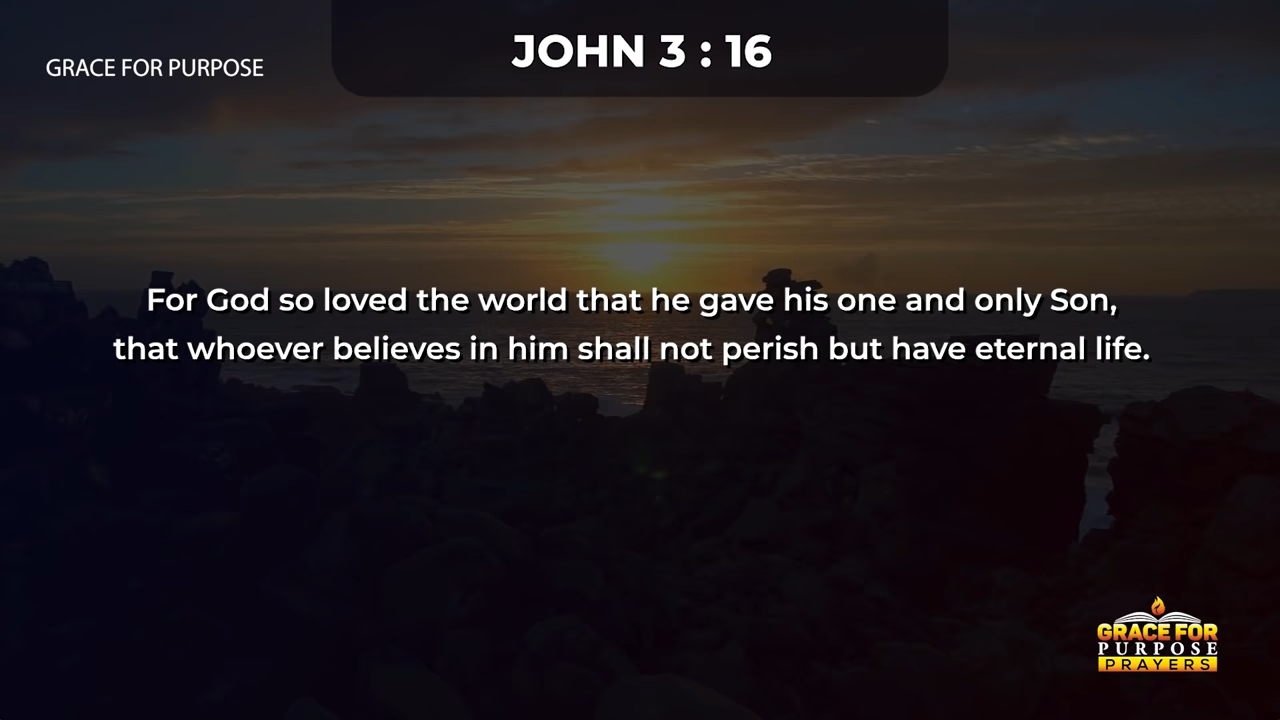 JOHN 3 : 16
GRACE FOR PURPOSE
For God so loved the world that he gave his one and only Son,
that whoever believes in him shall not perish but have eternal life.
GRACE FOR
PURPOSE
PRAYERS